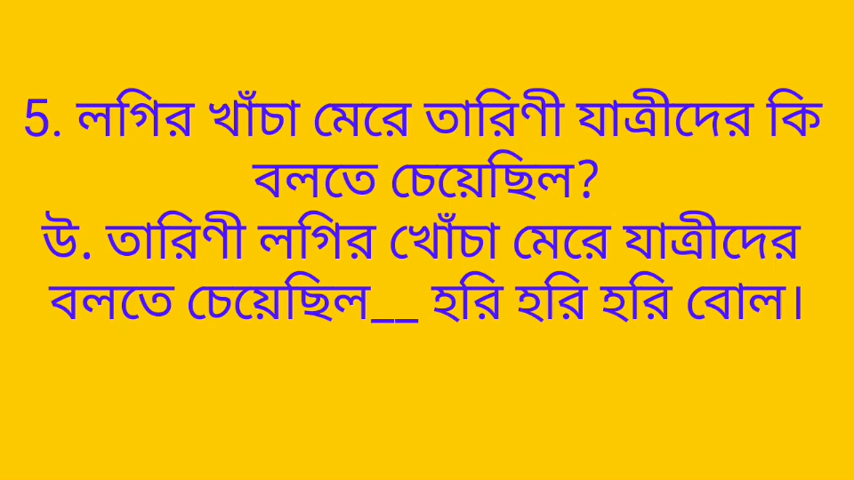 5. লগির খাঁচা মেরে তারিণী যাত্রীদের কি
বলতে চেয়েছিল?
উ. তারিণী লগির খোঁচা মেরে যাত্রীদের
বলতে চেয়েছিল__ হরি হরি হরি বোল।